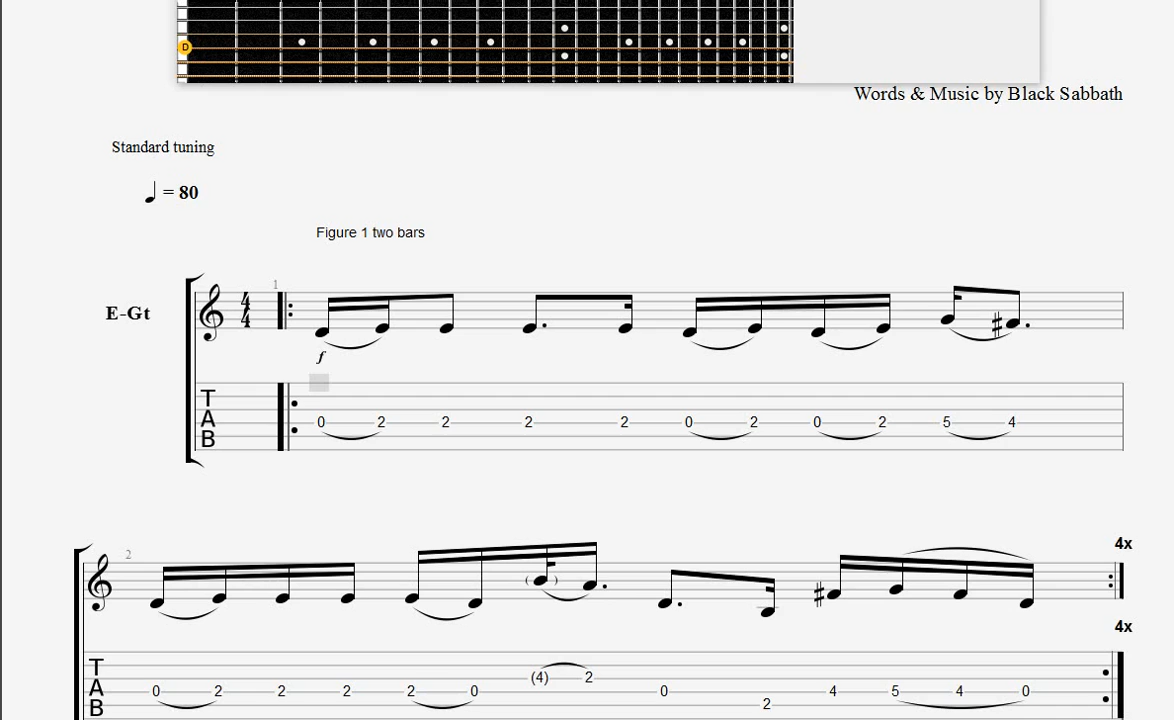 D
Words & Music by Black Sabbath
Standard tuning
= 80
Figure 1 two bars
E-Gt
1
4
4
f
T
A
B
0 2 2 2 2 0 2 0 2 5 4
2
4x
4x
T
A
B
(4) 2
0 2 2 2 2 0 0 4 5 4 0
2